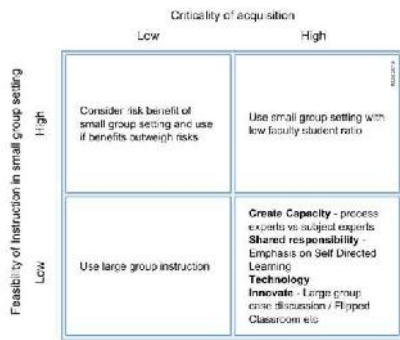 Criticality of acquisition
Low
High
Feasibility of Instruction in small group setting
High
Low
Consider risk benefit of
small group setting and use
if benefits outweigh risks
Use small group setting with
low faculty student ratio
Use large group instruction
Create Capacity - process
experts vs subject experts
Shared responsibility -
Emphasis on Self Directed
Learning
Technology
Innovate - Large group
case discussion / Flipped
Classroom etc